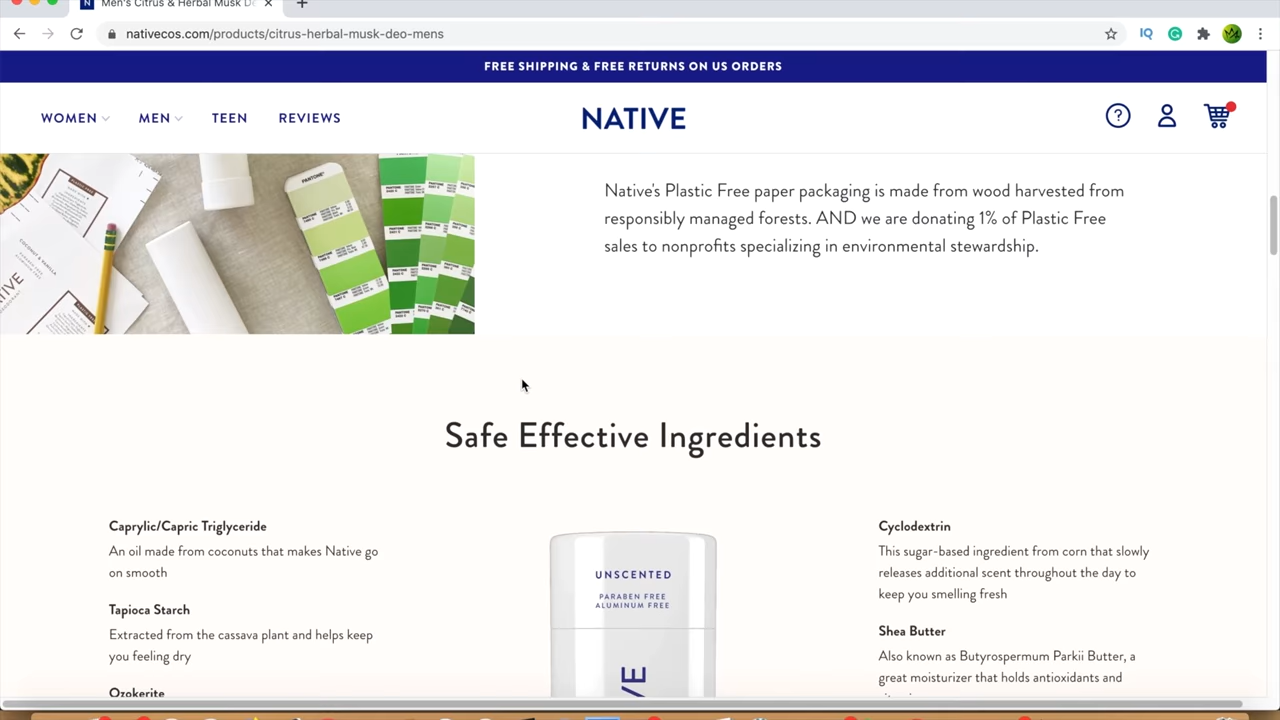 Men's Citrus & Herbal Musk De
nativecos.com/products/citrus-herbal-musk-deo-mens
FREE SHIPPING & FREE RETURNS ON US ORDERS
WOMEN
MEN
TEEN
REVIEWS
NATIVE
Native's Plastic Free paper packaging is made from wood harvested from
responsibly managed forests. AND we are donating 1% of Plastic Free
sales to nonprofits specializing in environmental stewardship.
PANTONE
Safe Effective Ingredients
Caprylic/Capric Triglyceride
An oil made from coconuts that makes Native go
on smooth
Tapioca Starch
Extracted from the cassava plant and helps keep
you feeling dry
Ozokerite
UNSCENTED
PARABEN FREE
ALUMINUM FREE
VE
Cyclodextrin
This sugar-based ingredient from corn that slowly
releases additional scent throughout the day to
keep you smelling fresh
Shea Butter
Also known as Butyrospermum Parkii Butter, a
great moisturizer that holds antioxidants and